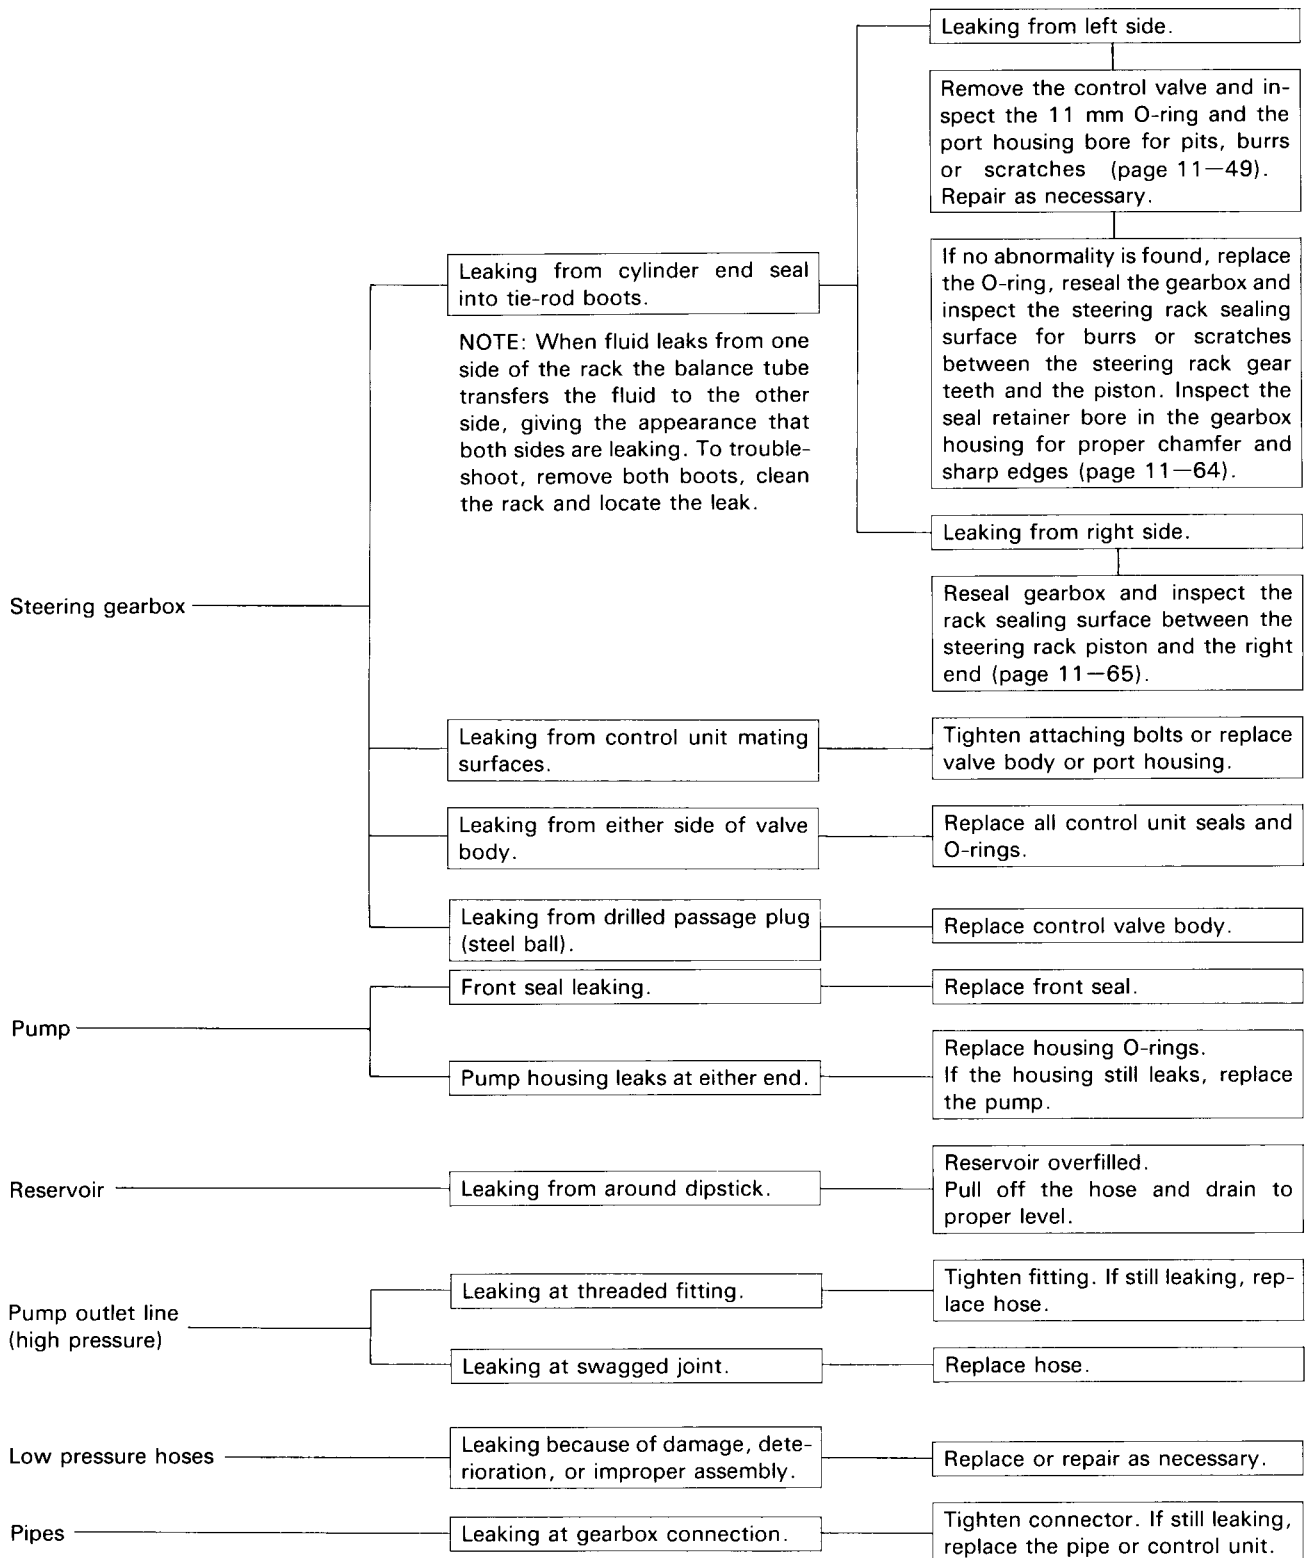 Leaking from left side.
Remove the control valve and in-
spect the 11 mm O-ring and the
port housing bore for pits, burrs
or scratches (page 11—49).
Repair as necessary.
If no abnormality is found, replace
the O-ring, reseal the gearbox and
inspect the steering rack sealing
surface for burrs or scratches
between the steering rack gear
teeth and the piston. Inspect the
seal retainer bore in the gearbox
housing for proper chamfer and
sharp edges (page 11—64).
Leaking from cylinder end seal
into tie-rod boots.
NOTE: When fluid leaks from one
side of the rack the balance tube
transfers the fluid to the other
side, giving the appearance that
both sides are leaking. To trouble-
shoot, remove both boots, clean
the rack and locate the leak.
Leaking from right side.
Reseal gearbox and inspect the
rack sealing surface between the
steering rack piston and the right
end (page 11—65).
Steering gearbox
Leaking from control unit mating
surfaces.
Tighten attaching bolts or replace
valve body or port housing.
Leaking from either side of valve
body.
Replace all control unit seals and
O-rings.
Leaking from drilled passage plug
(steel ball).
Replace control valve body.
Pump
Front seal leaking.
Replace front seal.
Pump housing leaks at either end.
Replace housing O-rings.
If the housing still leaks, replace
the pump.
Reservoir
Leaking from around dipstick.
Reservoir overfilled.
Pull off the hose and drain to
proper level.
Pump outlet line
(high pressure)
Leaking at threaded fitting.
Tighten fitting. If still leaking, rep-
lace hose.
Leaking at swagged joint.
Replace hose.
Low pressure hoses
Leaking because of damage, dete-
rioration, or improper assembly.
Replace or repair as necessary.
Pipes
Leaking at gearbox connection.
Tighten connector. If still leaking,
replace the pipe or control unit.